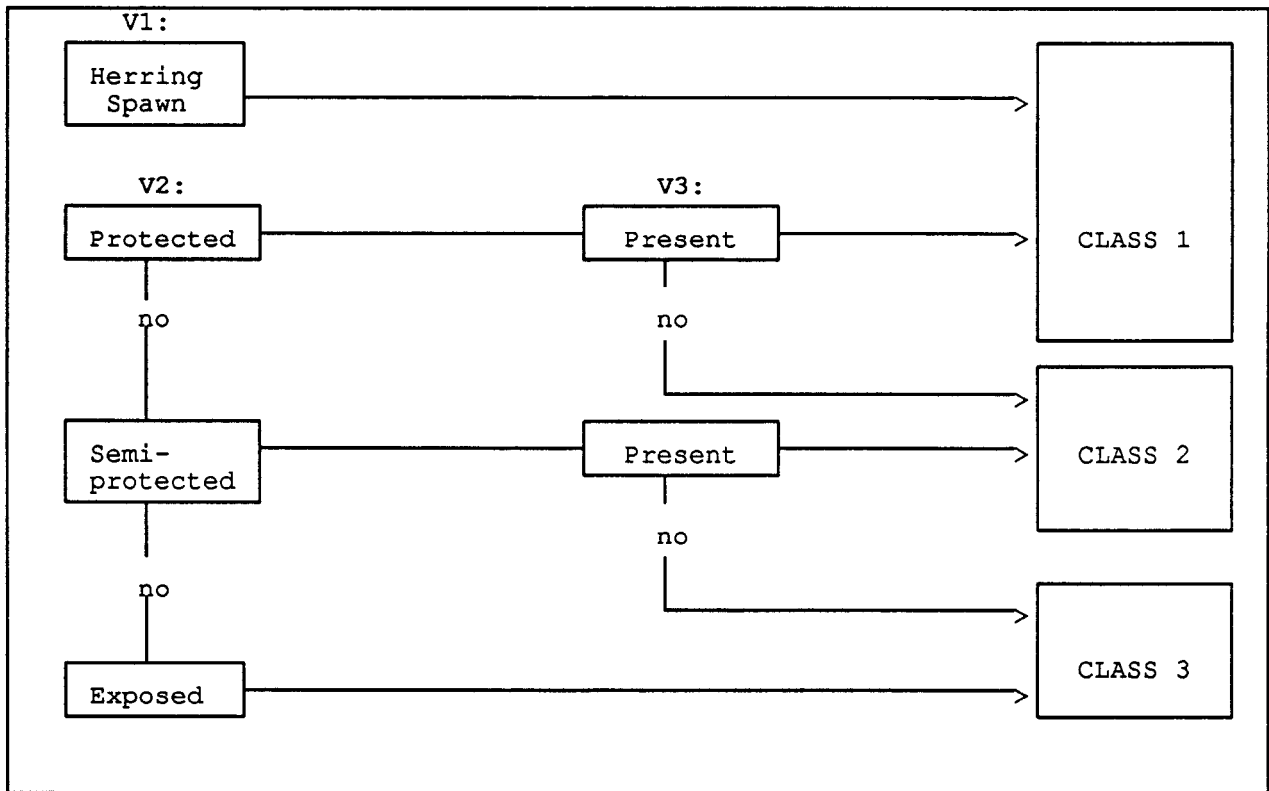 V1:
Herring
Spawn
V2:
V3:
Protected
Present
CLASS 1
no
no
Semi-
protected
Present
CLASS 2
no
no
Exposed
CLASS 3